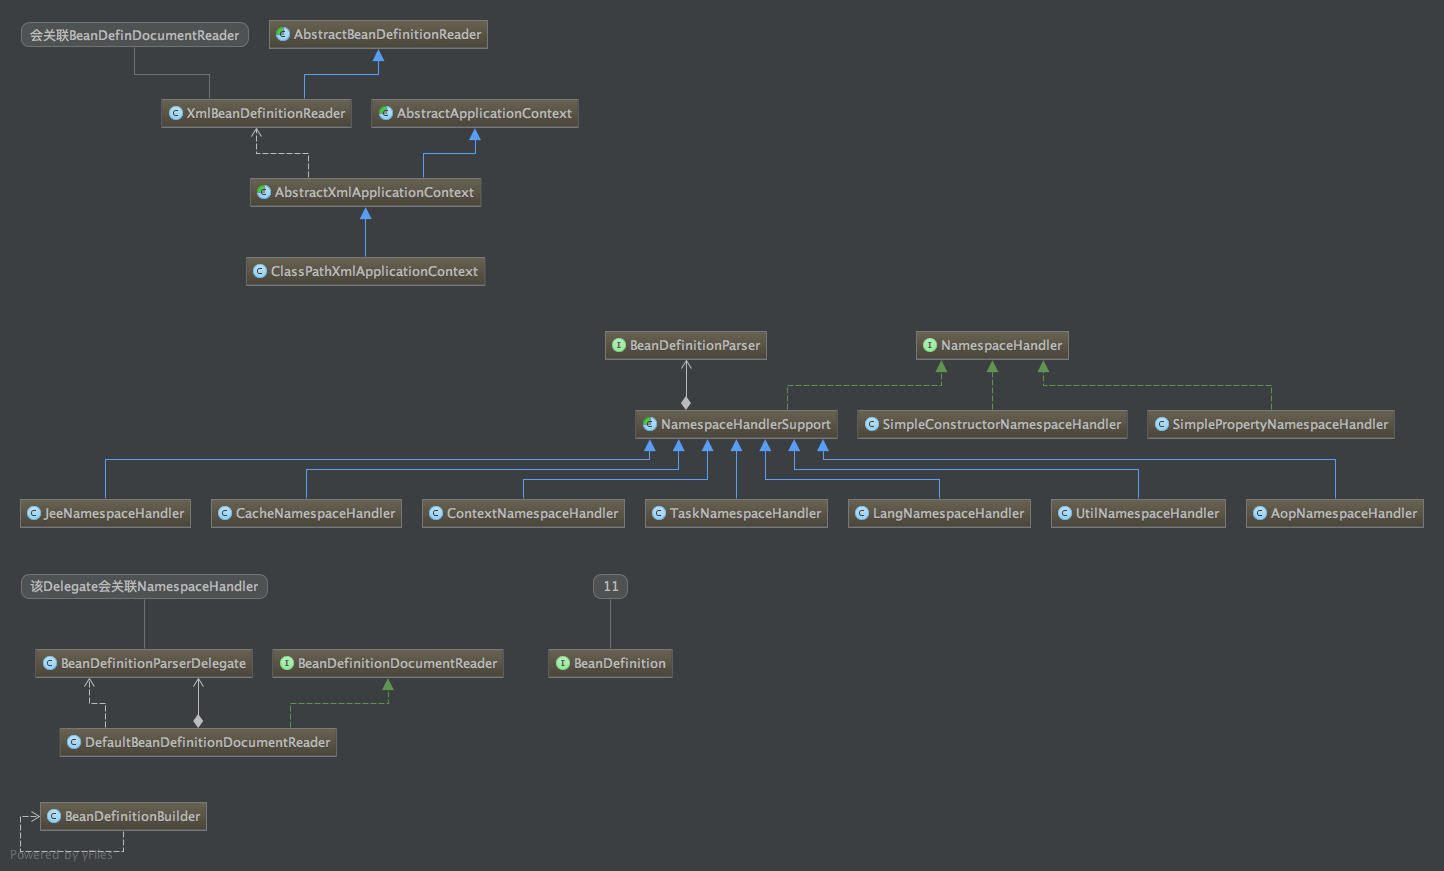 会关联BeanDefinDocumentReader
AbstractBeanDefinitionReader
XmlBeanDefinitionReader
AbstractApplicationContext
AbstractXmlApplicationContext
ClassPathXmlApplicationContext
BeanDefinitionParser
NamespaceHandler
NamespaceHandlerSupport
SimpleConstructorNamespaceHandler
SimplePropertyNamespaceHandler
JeeNamespaceHandler
CacheNamespaceHandler
ContextNamespaceHandler
TaskNamespaceHandler
LangNamespaceHandler
UtilNamespaceHandler
AopNamespaceHandler
该Delegate会关联NamespaceHandler
11
BeanDefinitionParserDelegate
BeanDefinitionDocumentReader
BeanDefinition
DefaultBeanDefinitionDocumentReader
BeanDefinitionBuilder
Powered by yFiles